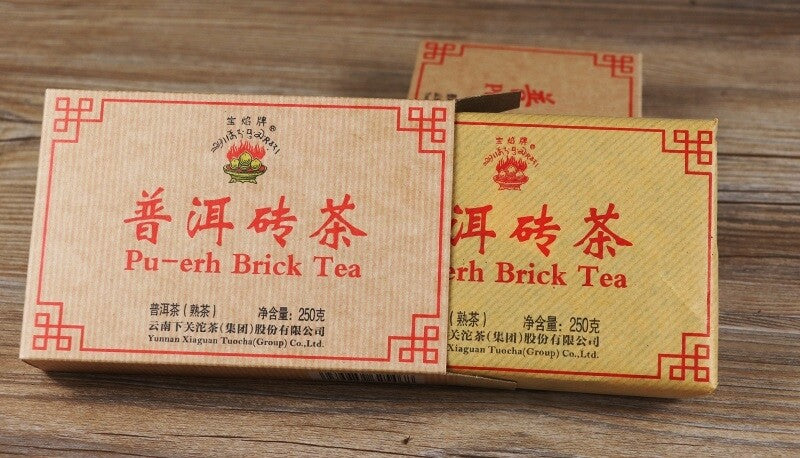 宝焰牌®
普洱砖茶
Pu-erh Brick Tea
普洱茶（熟茶） 净含量：250克
云南下关沱茶(集团)股份有限公司
Yunnan Xiaguan Tuocha(Group) Co.,Ltd.
宝焰牌®
洱砖茶
erh Brick Tea
（熟茶） 净含量：250克
关沱茶(集团)股份有限公司
Xiaguan Tuocha(Group) Co.,Ltd.